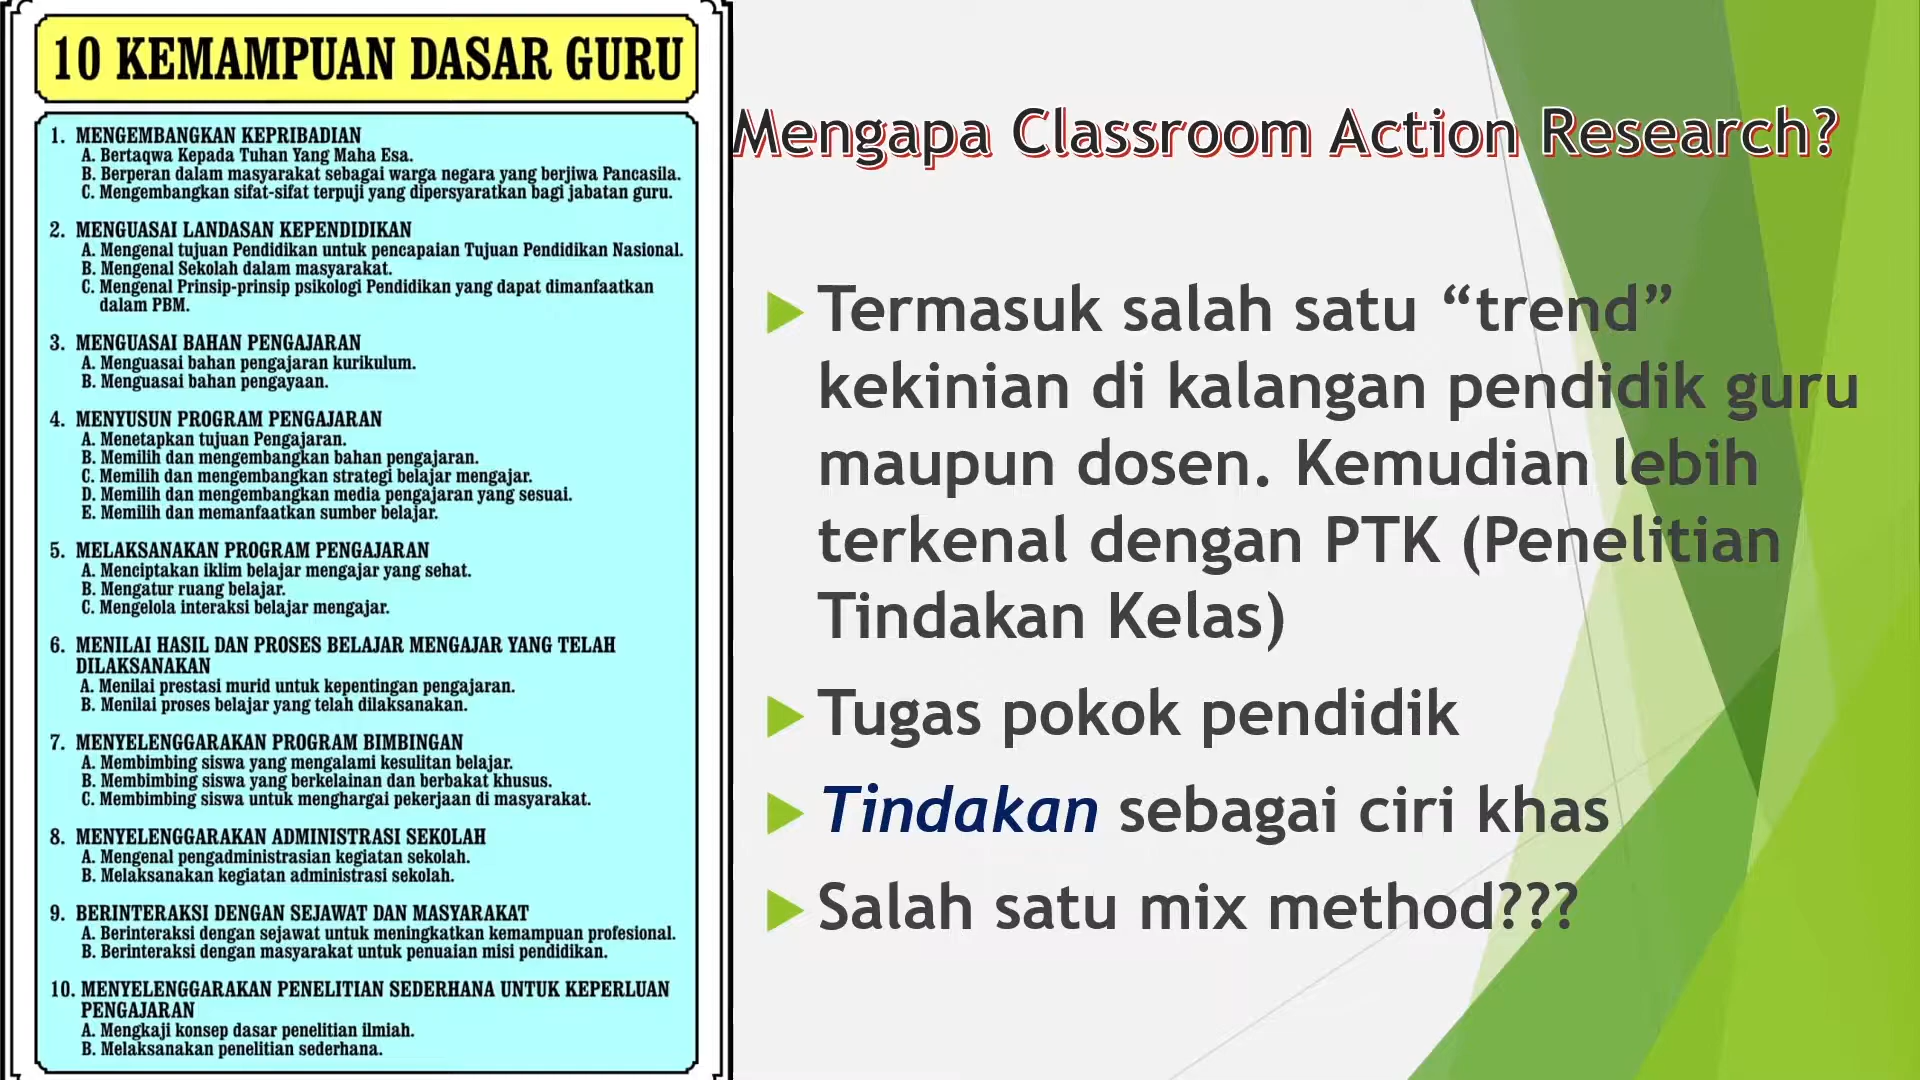 10 KEMAMPUAN DASAR GURU
1. MENGEMBANGKAN KEPRIBADIAN
A. Bertaqwa Kepada Tuhan Yang Maha Esa.
B. Berperan dalam masyarakat sebagai warga negara yang berjiwa Pancasila.
C. Mengembangkan sifat-sifat terpuji yang dipersyaratkan bagi jabatan guru.
2. MENGUASAI LANDASAN KEPENDIDIKAN
A. Mengenal tujuan Pendidikan untuk pencapaian Tujuan Pendidikan Nasional.
B. Mengenal Sekolah dalam masyarakat.
C. Mengenal Prinsip-prinsip psikologi Pendidikan yang dapat dimanfaatkan
dalam PBM.
3. MENGUASAI BAHAN PENGAJARAN
A. Menguasai bahan pengajaran kurikulum.
B. Menguasai bahan pengayaan.
4. MENYUSUN PROGRAM PENGAJARAN
A. Menetapkan tujuan Pengajaran.
B. Memilih dan mengembangkan bahan pengajaran.
C. Memilih dan mengembangkan strategi belajar mengajar.
D. Memilih dan mengembangkan media pengajaran yang sesuai.
E. Memilih dan memanfaatkan sumber belajar.
5. MELAKSANAKAN PROGRAM PENGAJARAN
A. Menciptakan iklim belajar mengajar yang sehat.
B. Mengatur ruang belajar.
C. Mengelola interaksi belajar mengajar.
6. MENILAI HASIL DAN PROSES BELAJAR MENGAJAR YANG TELAH
DILAKSANAKAN
A. Menilai prestasi murid untuk kepentingan pengajaran.
B. Menilai proses belajar yang telah dilaksanakan.
7. MENYELENGGARAKAN PROGRAM BIMBINGAN
A. Membimbing siswa yang mengalami kesulitan belajar.
B. Membimbing siswa yang berkelainan dan berbakat khusus.
C. Membimbing siswa untuk menghargai pekerjaan di masyarakat.
8. MENYELENGGARAKAN ADMINISTRASI SEKOLAH
A. Mengenal pengadministrasian kegiatan sekolah.
B. Melaksanakan kegiatan administrasi sekolah.
9. BERINTERAKSI DENGAN SEJAWAT DAN MASYARAKAT
A. Berinteraksi dengan sejawat untuk meningkatkan kemampuan profesional.
B. Berinteraksi dengan masyarakat untuk penuaian misi pendidikan.
10. MENYELENGGARAKAN PENELITIAN SEDERHANA UNTUK KEPERLUAN
PENGAJARAN
A. Mengkaji konsep dasar penelitian ilmiah.
B. Melaksanakan penelitian sederhana.
Mengapa Classroom Action Research?
Termasuk salah satu “trend”
kekinian di kalangan pendidik guru
maupun dosen. Kemudian lebih
terkenal dengan PTK (Penelitian
Tindakan Kelas)
Tugas pokok pendidik
Tindakan sebagai ciri khas
Salah satu mix method???